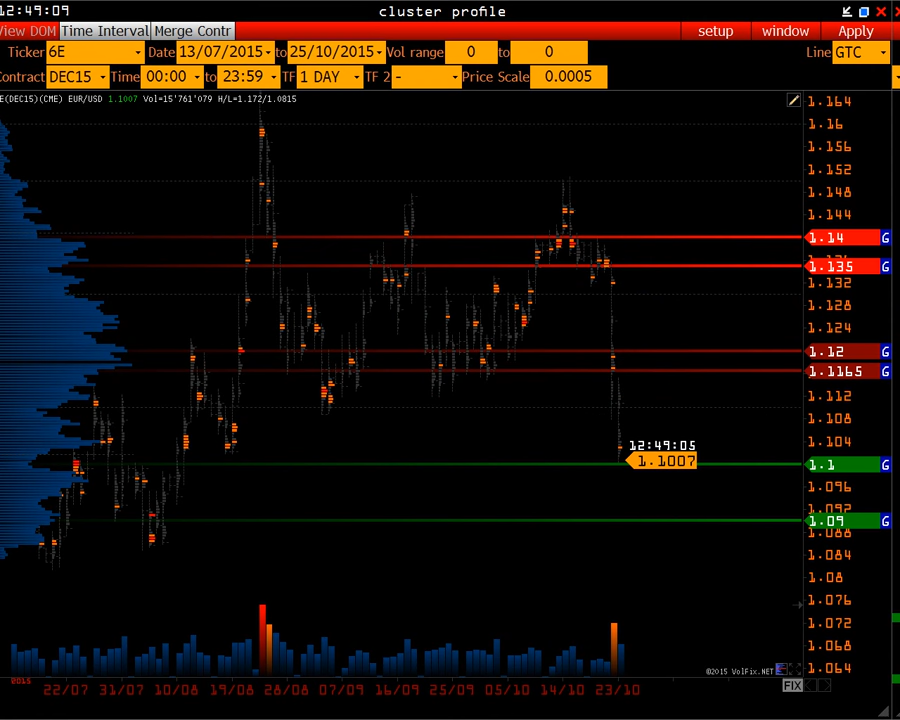 12:49:09 cluster profile
View DOM Time Interval Merge Contr setup window Apply
Ticker 6E Date 13/07/2015 to 25/10/2015 Vol range 0 to 0 Line GTC
Contract DEC15 Time 00:00 to 23:59 TF 1 DAY TF 2 - Price Scale 0.0005
E(DEC15)(CME) EUR/USD 1.1007 Vol=15'761'079 H/L=1.172/1.0815
1.164
1.16
1.156
1.152
1.148
1.144
1.14 G
1.135 G
1.132
1.128
1.124
1.12 G
1.1165 G
1.112
1.108
1.104
12:49:05
1.1007
1.1 G
1.096
1.092
1.09 G
1.088
1.084
1.08
1.076
1.072
1.068
©2015 VolFix.NET
1.064
2015
22/07 31/07 10/08 19/08 28/08 07/09 16/09 25/09 05/10 14/10 23/10
FIX